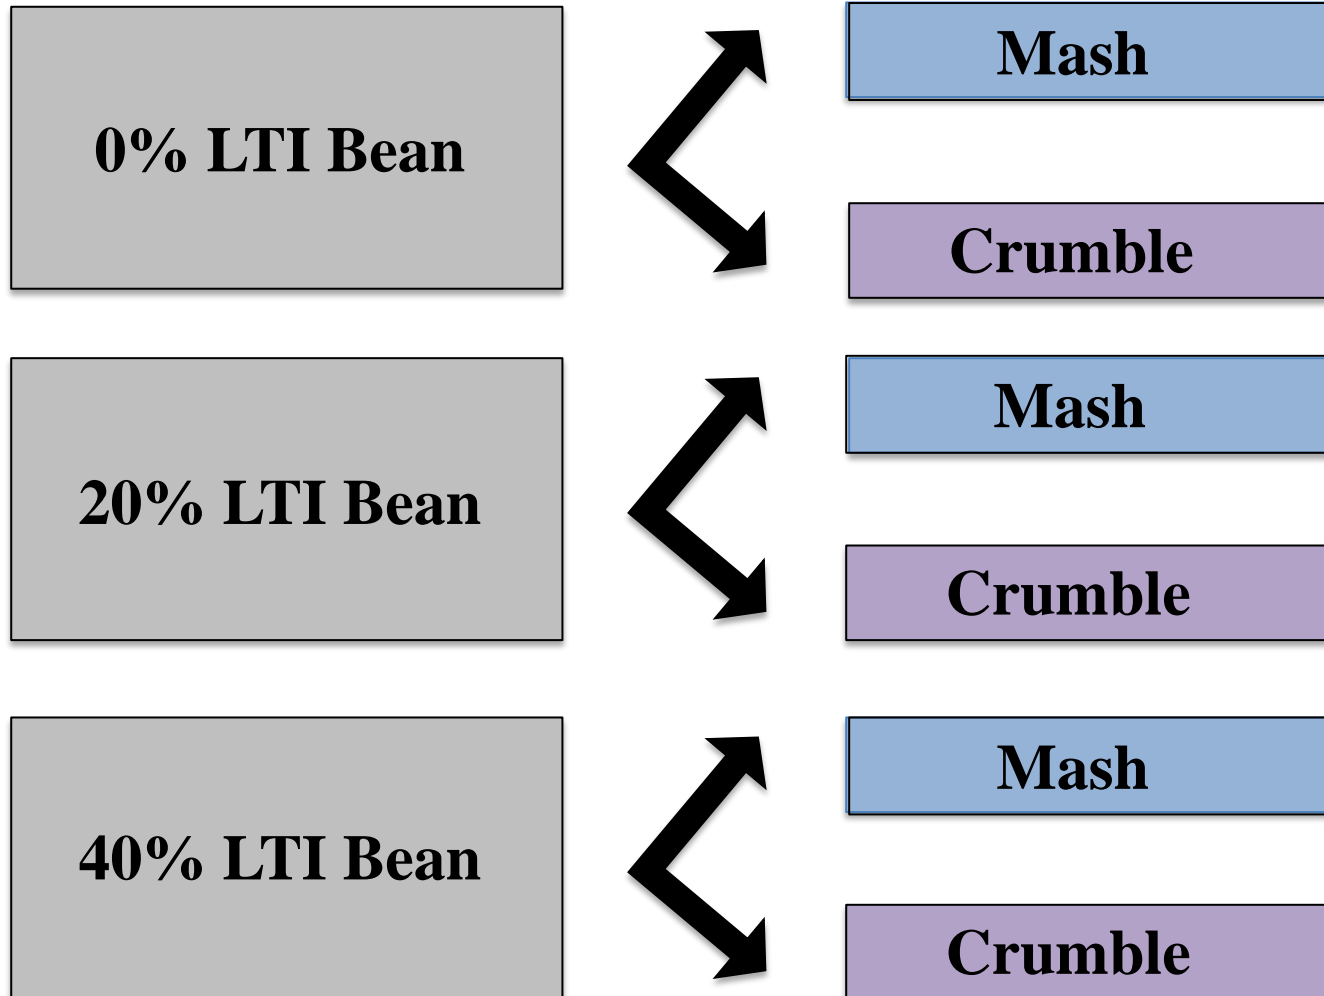 Mash
0% LTI Bean
Crumble
Mash
20% LTI Bean
Crumble
Mash
40% LTI Bean
Crumble